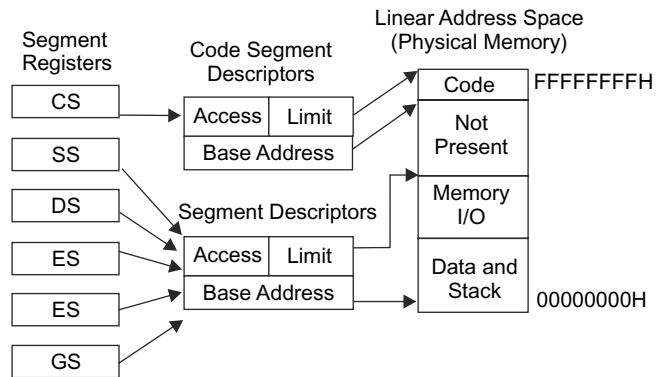 Segment
Registers
CS
SS
DS
ES
ES
GS
Code Segment
Descriptors
Access
Limit
Base Address
Segment Descriptors
Access
Limit
Base Address
Linear Address Space
(Physical Memory)
Code
FFFFFFFFH
Not
Present
Memory
I/O
Data and
Stack
00000000H